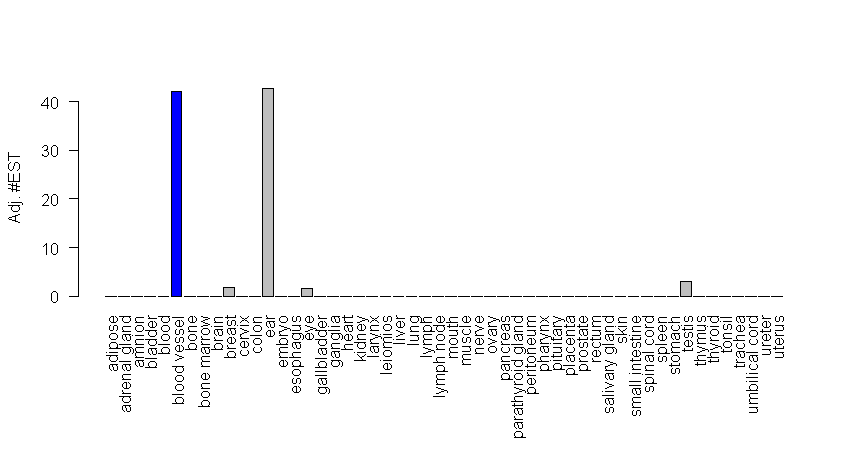 Adj. #EST
40
30
20
10
0
adipose
adrenal gland
amnion
bladder
blood
blood vessel
bone
bone marrow
brain
breast
cervix
colon
ear
embryo
esophagus
eye
gallbladder
ganglia
heart
kidney
larynx
leiomios
liver
lung
lymph
lymph node
mouth
muscle
nerve
ovary
pancreas
parathyroid gland
peritoneum
pharynx
pituitary
placenta
prostate
rectum
salivary gland
skin
small intestine
spinal cord
spleen
stomach
testis
thymus
thyroid
tonsil
trachea
umbilical cord
ureter
uterus